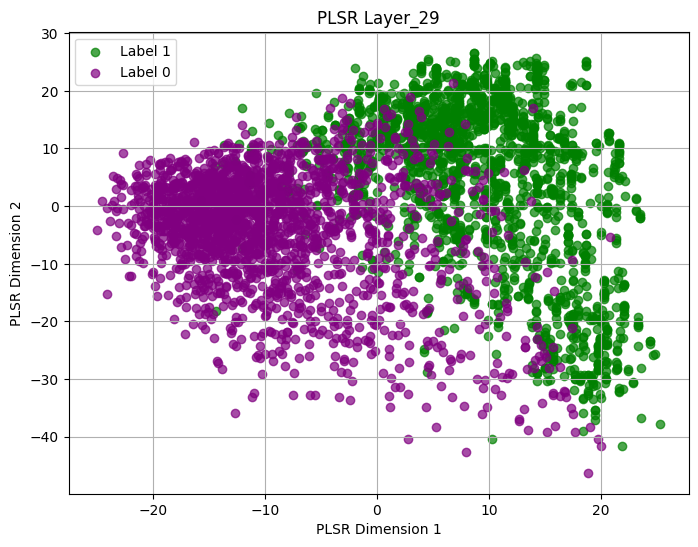 PLSR Layer_29
Label 1
Label 0
30
20
10
0
−10
−20
−30
−40
PLSR Dimension 2
−20
−10
0
10
20
PLSR Dimension 1